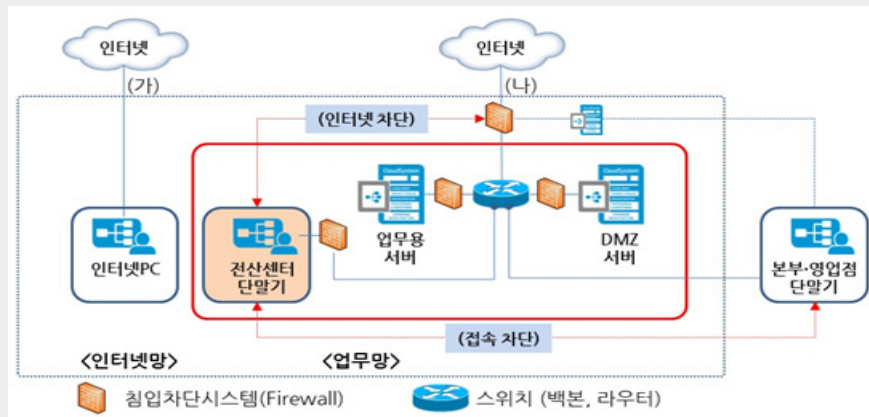 인터넷
인터넷
(가)
(나)
(인터넷 차단)
CloudSystem
CloudSystem
인터넷PC
전산센터
단말기
업무용
서버
DMZ
서버
본부·영업점
단말기
(접속 차단)
<인터넷망>
<업무망>
침입차단시스템(Firewall)
스위치 (백본, 라우터)